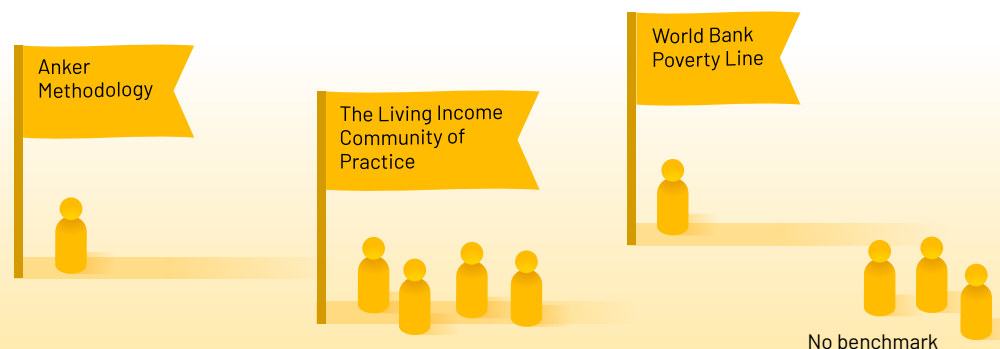 Anker
Methodology
The Living Income
Community of
Practice
World Bank
Poverty Line
No benchmark